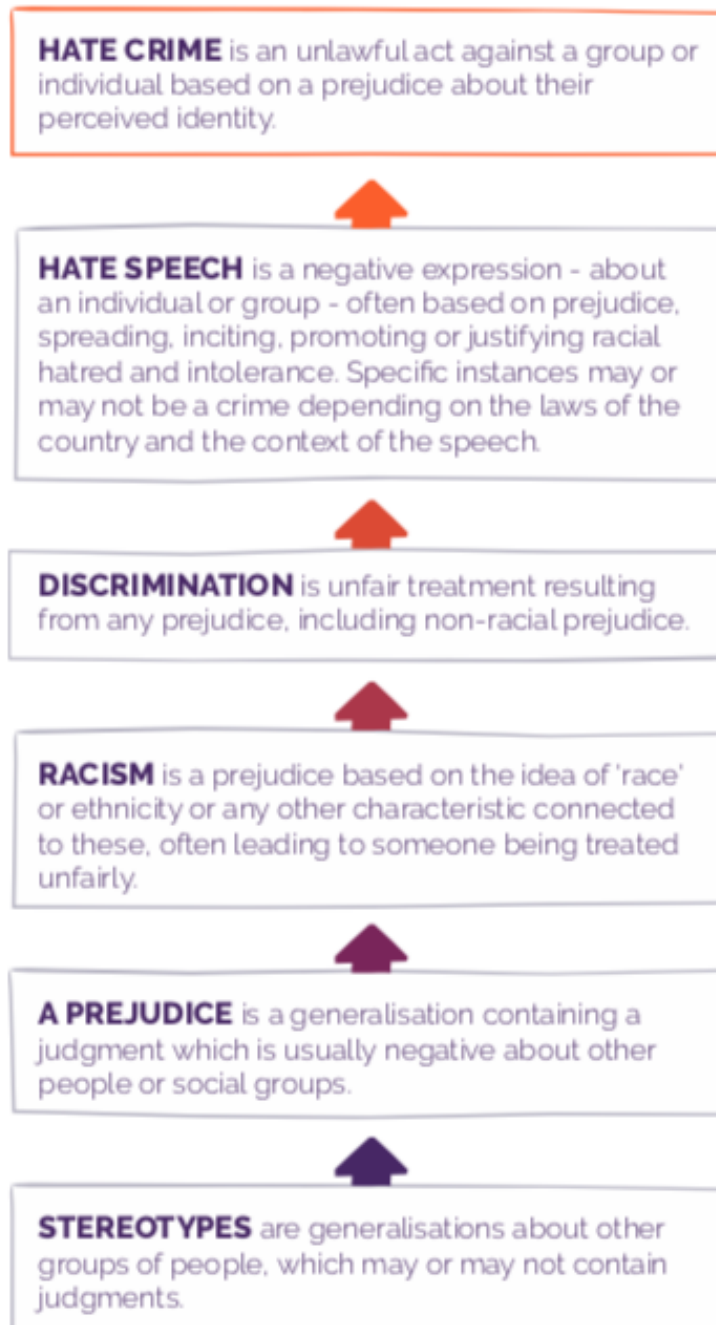 HATE CRIME is an unlawful act against a group or
individual based on a prejudice about their
perceived identity.
HATE SPEECH is a negative expression - about
an individual or group - often based on prejudice,
spreading, inciting, promoting or justifying racial
hatred and intolerance. Specific instances may or
may not be a crime depending on the laws of the
country and the context of the speech.
DISCRIMINATION is unfair treatment resulting
from any prejudice, including non-racial prejudice.
RACISM is a prejudice based on the idea of 'race'
or ethnicity or any other characteristic connected
to these, often leading to someone being treated
unfairly.
A PREJUDICE is a generalisation containing a
judgment which is usually negative about other
people or social groups.
STEREOTYPES are generalisations about other
groups of people, which may or may not contain
judgments.